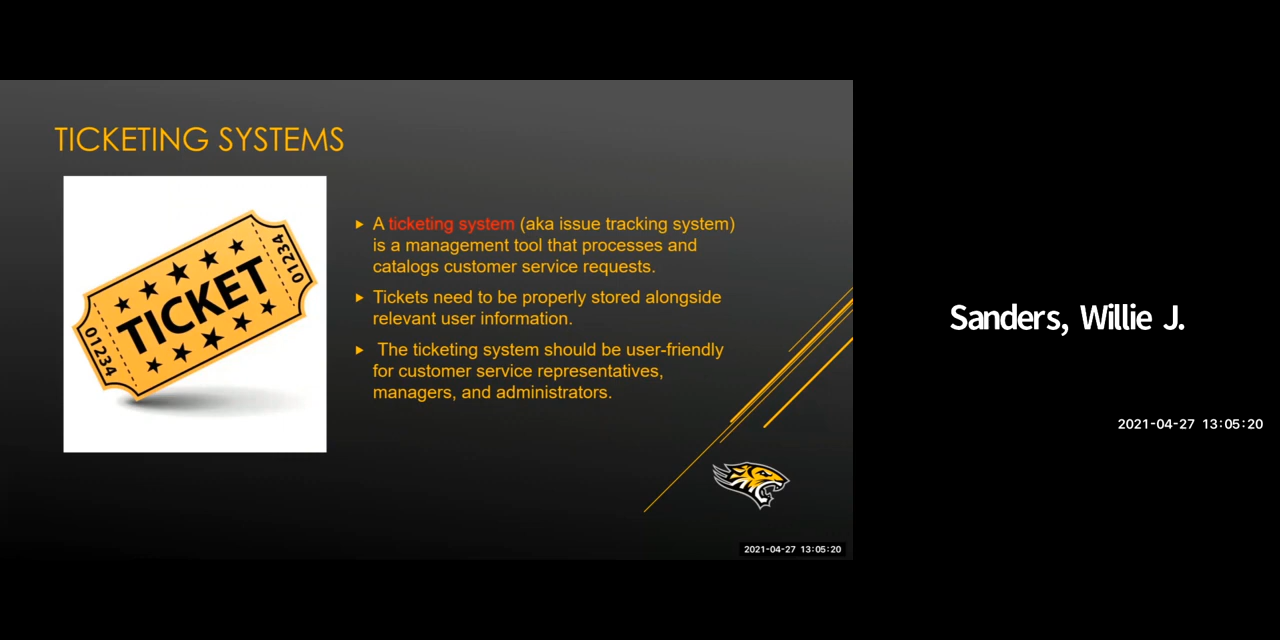 TICKETING SYSTEMS
01234
TICKET
01234
A ticketing system (aka issue tracking system)
is a management tool that processes and
catalogs customer service requests.
Tickets need to be properly stored alongside
relevant user information.
The ticketing system should be user-friendly
for customer service representatives,
managers, and administrators.
2021-04-27 13:05:20
Sanders, Willie J.
2021-04-27 13:05:20